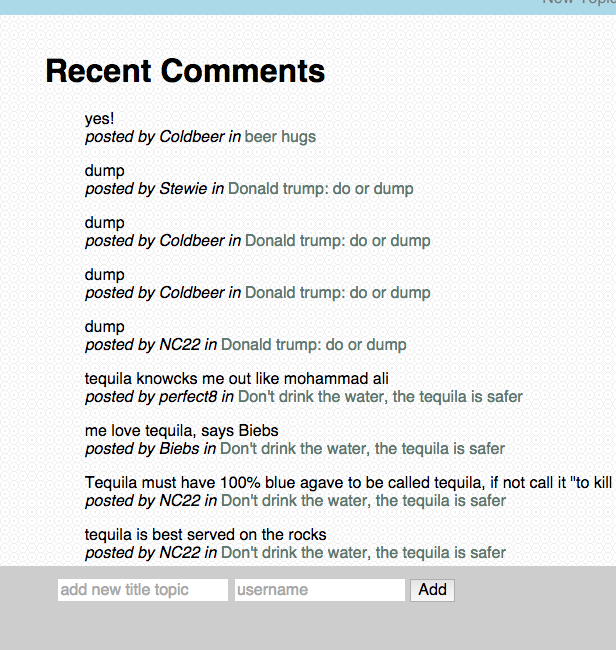 New Topic
Recent Comments
yes!
posted by Coldbeer in beer hugs
dump
posted by Stewie in Donald trump: do or dump
dump
posted by Coldbeer in Donald trump: do or dump
dump
posted by Coldbeer in Donald trump: do or dump
dump
posted by NC22 in Donald trump: do or dump
tequila knowcks me out like mohammad ali
posted by perfect8 in Don't drink the water, the tequila is safer
me love tequila, says Biebs
posted by Biebs in Don't drink the water, the tequila is safer
Tequila must have 100% blue agave to be called tequila, if not call it "to kill
posted by NC22 in Don't drink the water, the tequila is safer
tequila is best served on the rocks
posted by NC22 in Don't drink the water, the tequila is safer
add new title topic username Add